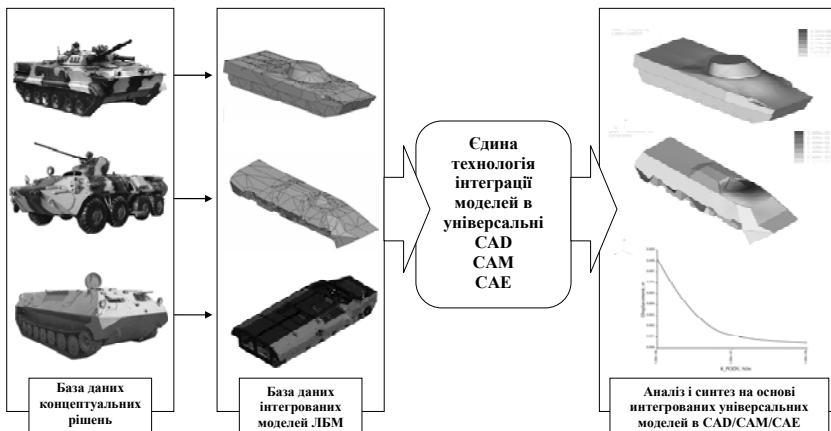 Єдина
технологія
інтеграції
моделей в
універсальні
CAD
CAM
CAE
База даних
концептуальних
рішень
База даних
інтегрованих
моделей ЛБМ
Аналіз і синтез на основі
интегрованих універсальних
моделей в CAD/CAM/CAE